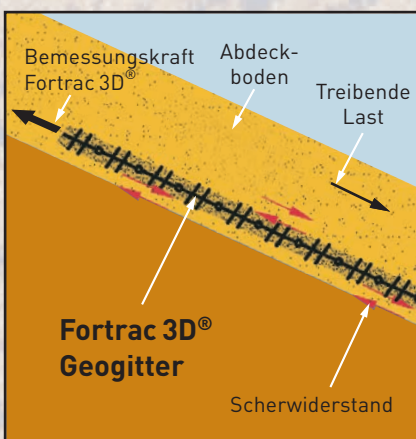 Bemessungskraft
Fortrac 3D®
Abdeck-
boden
Treibende
Last
Fortrac 3D®
Geogitter
Scherwiderstand